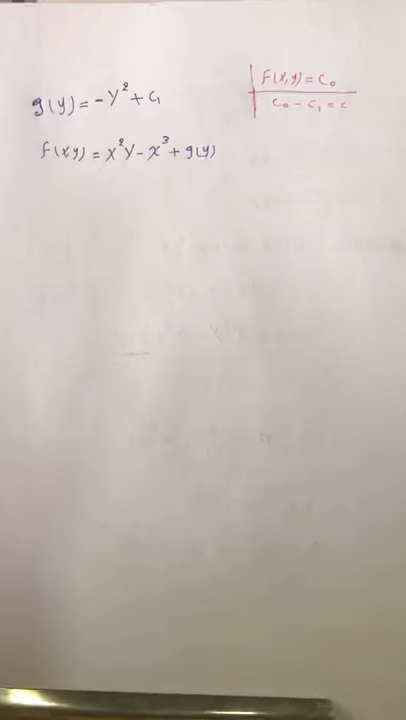 f(x,y) = c₀
g(y) = -y² + c₁
c₀ - c₁ = c
f(x,y) = x²y - x³ + g(y)